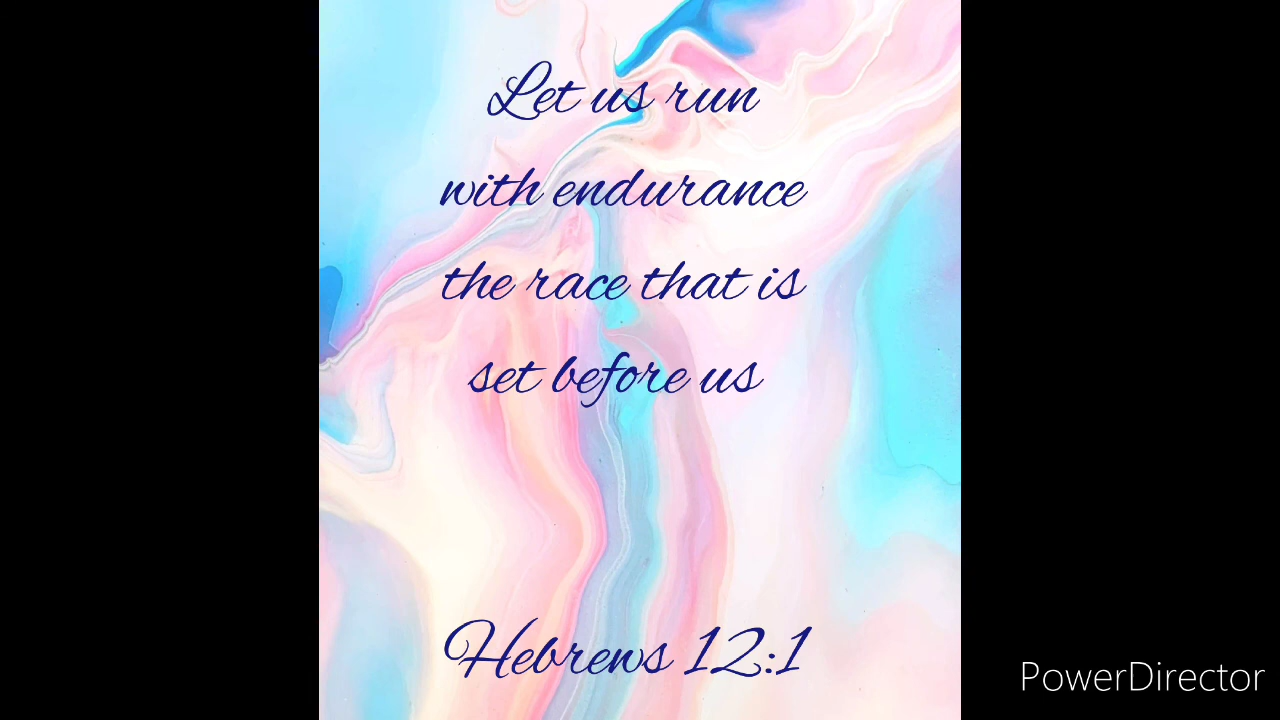 Let us run
with endurance
the race that is
set before us
Hebrews 12:1
PowerDirector